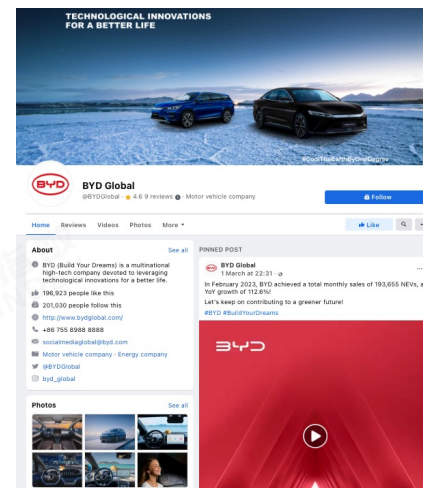 TECHNOLOGICAL INNOVATIONS
FOR A BETTER LIFE
#CoolTheEarthByOneDegree
BYD
BYD Global
@BYDGlobal · 4.6 9 reviews · Motor vehicle company
Follow
Home Reviews Videos Photos More
Like
About See all
BYD (Build Your Dreams) is a multinational
high-tech company devoted to leveraging
technological innovations for a better life.
196,923 people like this
201,030 people follow this
http://www.bydglobal.com/
+86 755 8988 8888
socialmediaglobal@byd.com
Motor vehicle company · Energy company
@BYDGlobal
byd_global
Photos See all
PINNED POST
BYD Global
1 March at 22:31 ·
In February 2023, BYD achieved a total monthly sales of 193,655 NEVs, a
YoY growth of 112.6%!
Let's keep on contributing to a greener future!
#BYD #BuildYourDreams
BYD